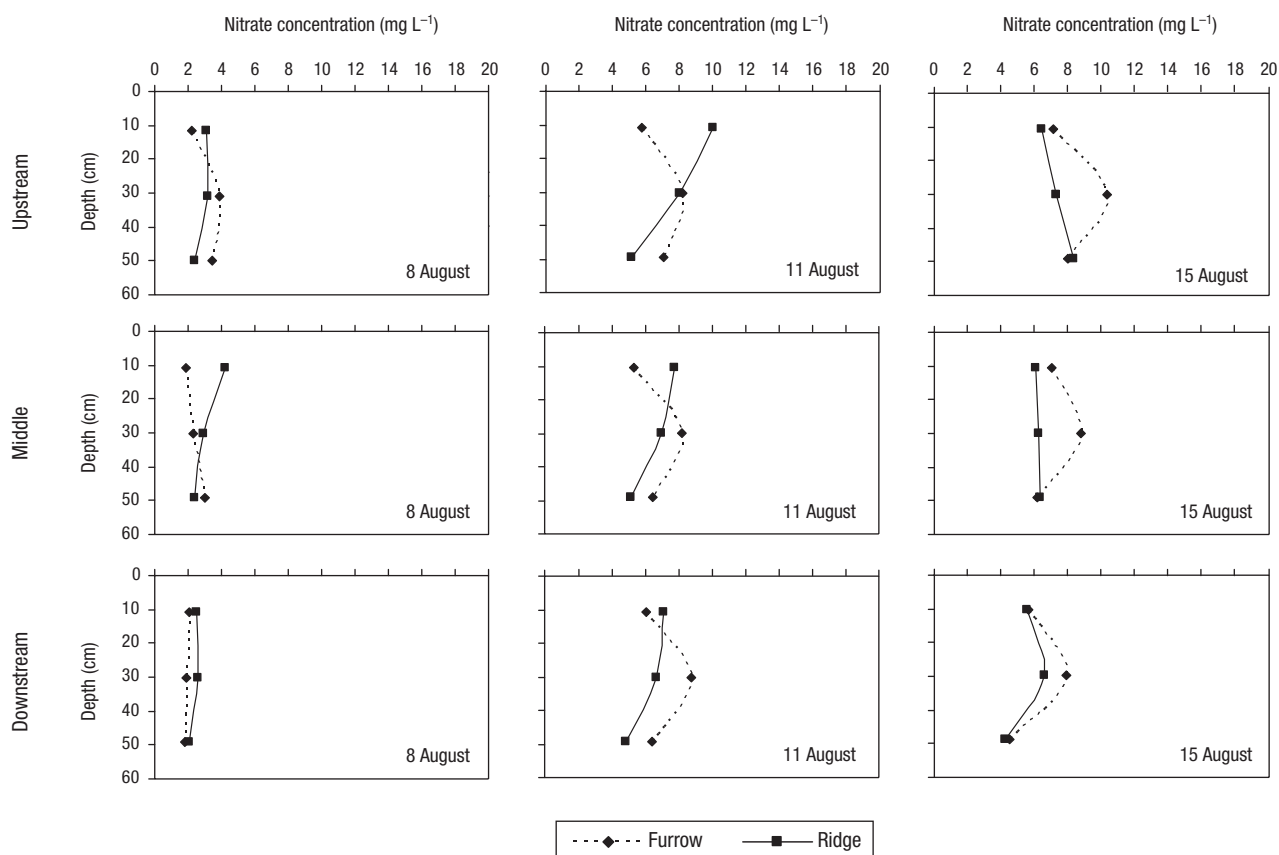 Nitrate concentration (mg L⁻¹) Nitrate concentration (mg L⁻¹) Nitrate concentration (mg L⁻¹)
0 2 4 6 8 10 12 14 16 18 20 0 2 4 6 8 10 12 14 16 18 20 0 2 4 6 8 10 12 14 16 18 20
Upstream
Depth (cm)
0
10
20
30
40
50
60
8 August
11 August
15 August
Middle
Depth (cm)
0
10
20
30
40
50
60
8 August
11 August
15 August
Downstream
Depth (cm)
0
10
20
30
40
50
60
8 August
11 August
15 August
Furrow Ridge